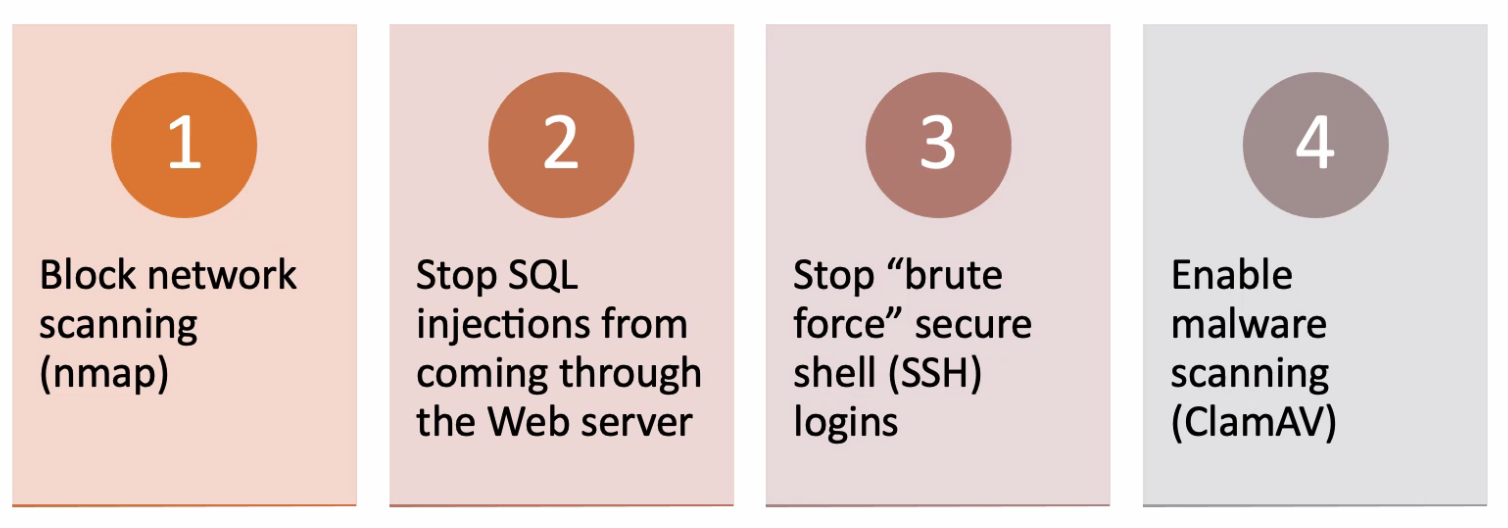 1
Block network
scanning
(nmap)
2
Stop SQL
injections from
coming through
the Web server
3
Stop “brute
force” secure
shell (SSH)
logins
4
Enable
malware
scanning
(ClamAV)